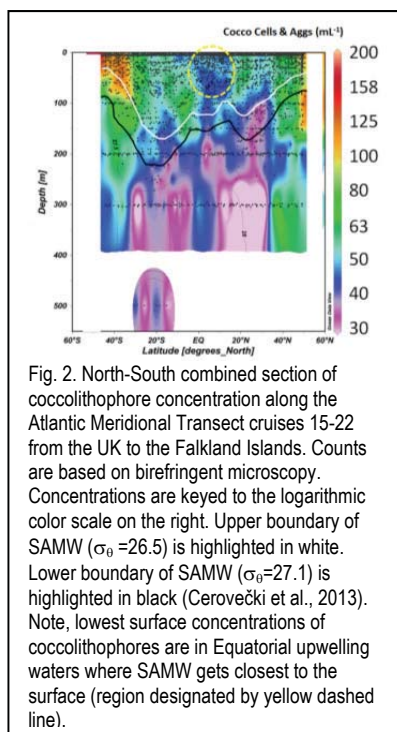 Cocco Cells & Aggs (mL⁻¹)
0
100
200
300
400
500
Depth [m]
60°S
40°S
20°S
EQ
20°N
40°N
60°N
Latitude [degrees_North]
Ocean Data View
200
158
125
100
80
63
50
40
30
Fig. 2. North-South combined section of
coccolithophore concentration along the
Atlantic Meridional Transect cruises 15-22
from the UK to the Falkland Islands. Counts
are based on birefringent microscopy.
Concentrations are keyed to the logarithmic
color scale on the right. Upper boundary of
SAMW (σθ =26.5) is highlighted in white.
Lower boundary of SAMW (σθ=27.1) is
highlighted in black (Cerovečki et al., 2013).
Note, lowest surface concentrations of
coccolithophores are in Equatorial upwelling
waters where SAMW gets closest to the
surface (region designated by yellow dashed
line).